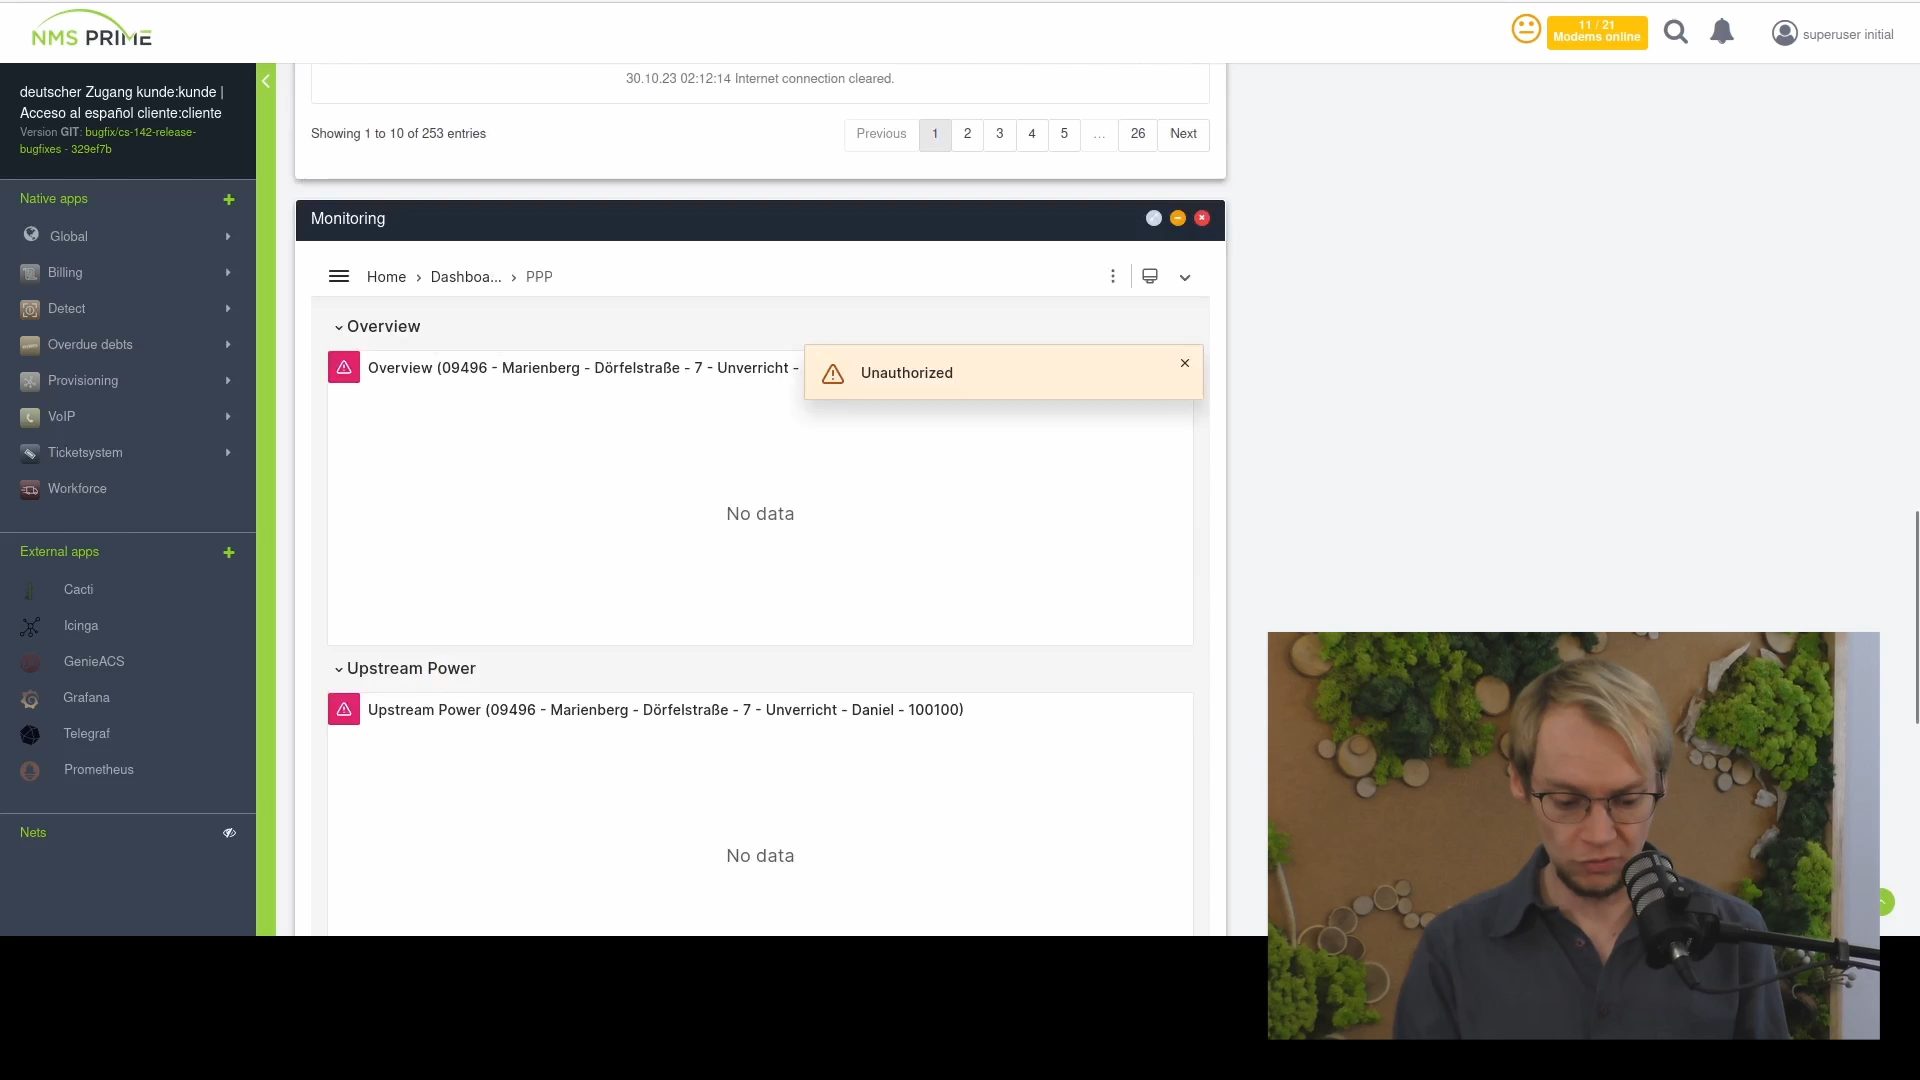 NMS PRIME
11 / 21
Modems online
superuser initial
deutscher Zugang kunde:kunde |
Acceso al español cliente:cliente
Version GIT: bugfix/cs-142-release-
bugfixes - 329ef7b
Native apps
Global
Billing
Detect
Overdue debts
Provisioning
VoIP
Ticketsystem
Workforce
External apps
Cacti
Icinga
GenieACS
Grafana
Telegraf
Prometheus
Nets
30.10.23 02:12:14 Internet connection cleared.
Showing 1 to 10 of 253 entries
Previous 1 2 3 4 5 ... 26 Next
Monitoring
Home › Dashboa... › PPP
Overview
Overview (09496 - Marienberg - Dörfelstraße - 7 - Unverricht -
Unauthorized
No data
Upstream Power
Upstream Power (09496 - Marienberg - Dörfelstraße - 7 - Unverricht - Daniel - 100100)
No data